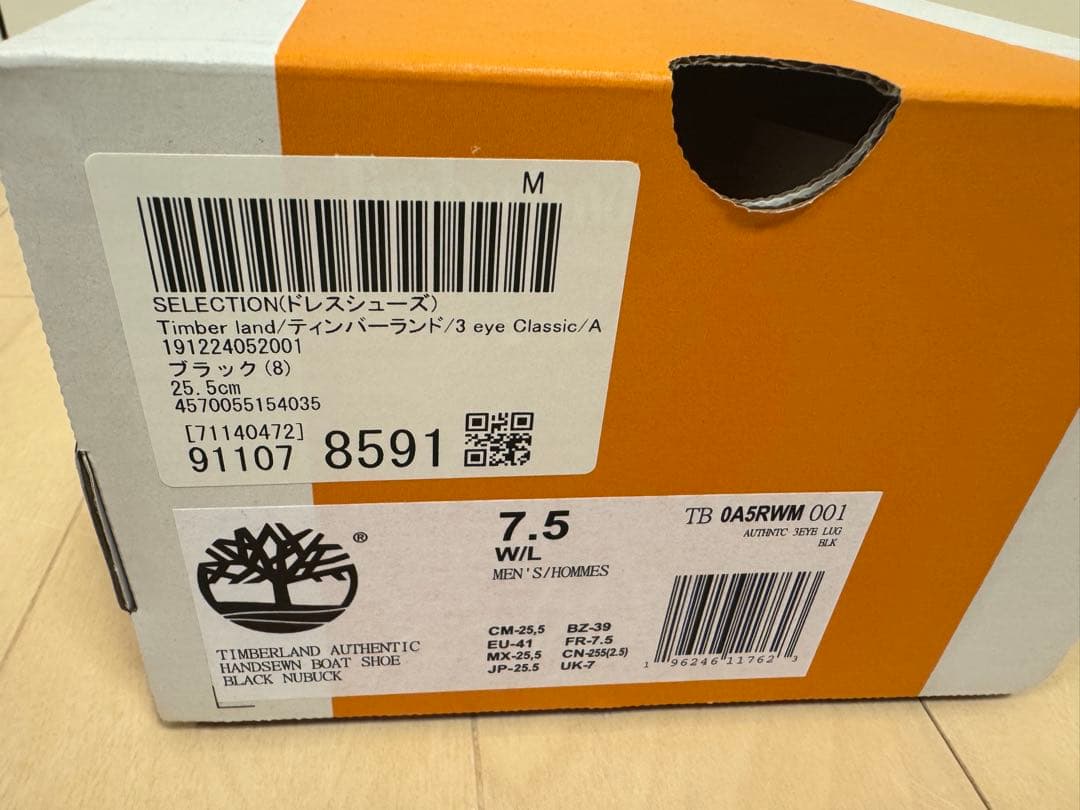 M
SELECTION(ドレスシューズ)
Timber land/ティンバーランド/3 eye Classic/A
191224052001
ブラック(8)
25.5cm
4570055154035
[71140472]
91107 8591
®
7.5
W/L
MEN'S/HOMMES
TB 0A5RWM 001
AUTHNTC 3EYE LUG
BLK
TIMBERLAND AUTHENTIC
HANDSEWN BOAT SHOE
BLACK NUBUCK
CM-25,5 BZ-39
EU-41 FR-7.5
MX-25,5 CN-255(2.5)
JP-25.5 UK-7
1 96246 11762 3